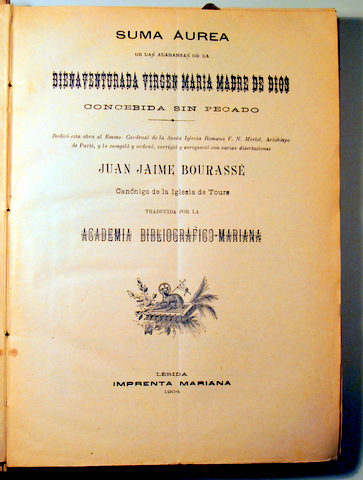 SUMA ÁUREA
DE LAS ALABANZAS DE LA
BIENAVENTURADA VIRGEN MARIA MADRE DE DIOS
CONCEBIDA SIN PECADO
Dedicó esta obra al Emmo. Cardenal de la Santa Iglesia Romana F. N. Morlot, Arzobispo
de París, y la compiló y ordenó, corrigió y enriqueció con varias disertaciones
JUAN JAIME BOURASSÉ
Canónigo de la Iglesia de Tours
TRADUCIDA POR LA
ACADEMIA BIBLIOGRÁFICO-MARIANA
LÉRIDA
IMPRENTA MARIANA
1904